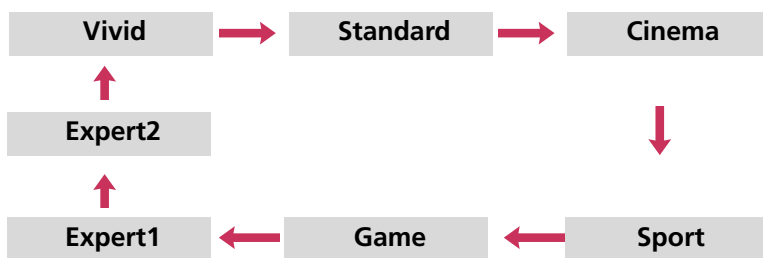 Vivid
Standard
Cinema
Expert2
Expert1
Game
Sport